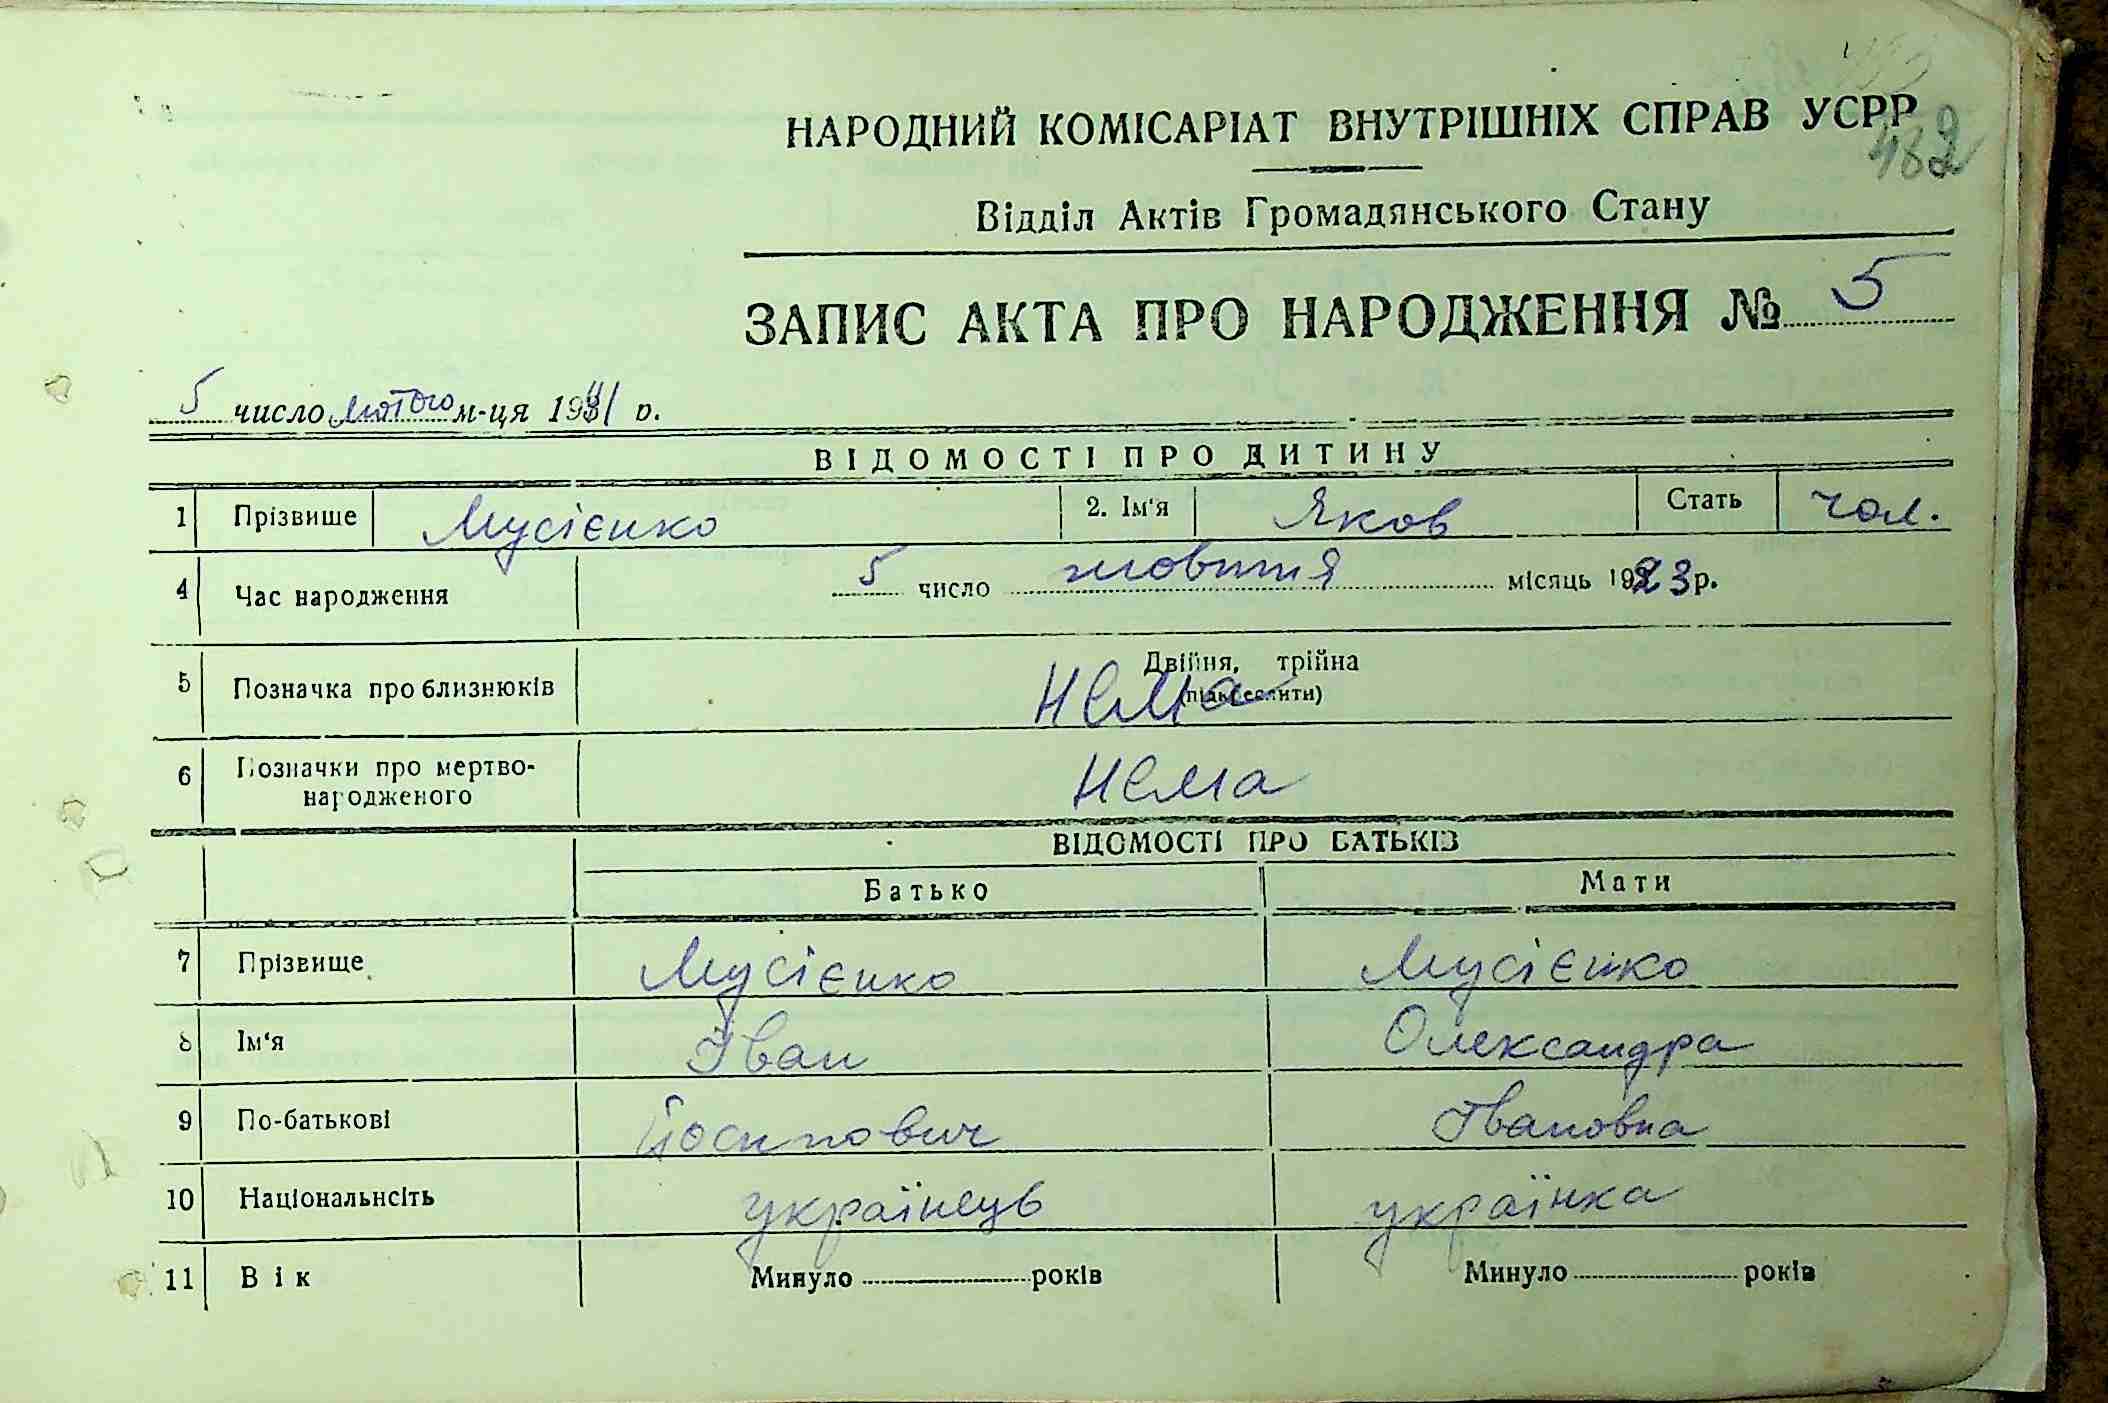 НАРОДНИЙ КОМІСАРІАТ ВНУТРІШНІХ СПРАВ УСРР
482
Відділ Актів Громадянського Стану
ЗАПИС АКТА ПРО НАРОДЖЕННЯ № 5
5 число лютого м-ця 1941 р.
ВІДОМОСТІ ПРО ДИТИНУ
1 Прізвише Мусієнко 2. Ім'я Яков Стать чол.
4 Час народження 5 число жовтня місяць 1923 р.
5 Позначка про близнюків Двійня, трійна
(підкреслити) нема
6 Позначки про мертво-
народженого нема
ВІДОМОСТІ ПРО БАТЬКІВ
Батько Мати
7 Прізвище Мусієнко Мусієнко
8 Ім'я Іван Олександра
9 По-батькові Йосипович Івановна
10 Національнсіть українець українка
11 Вік Минуло років Минуло років